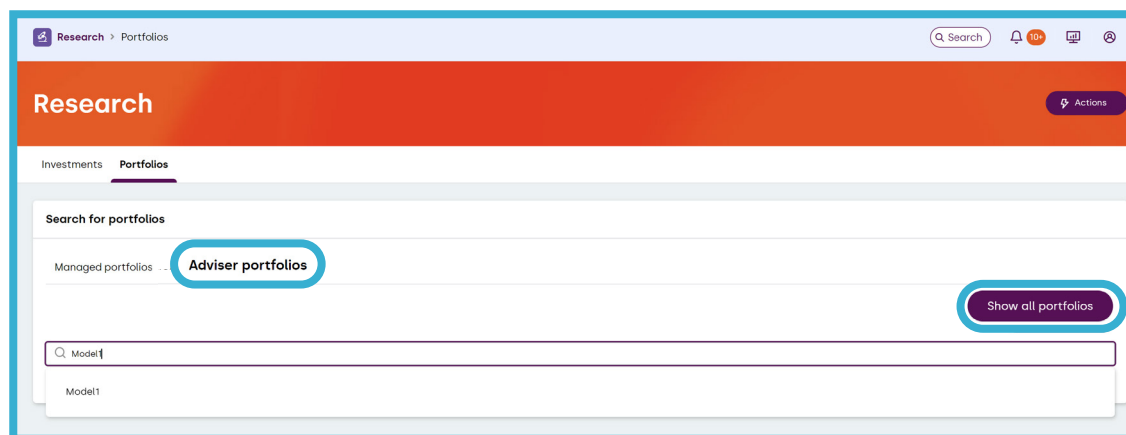 Research > Portfolios
Search
10+
Research
Actions
Investments Portfolios
Search for portfolios
Managed portfolios Adviser portfolios
Show all portfolios
Model1
Model1